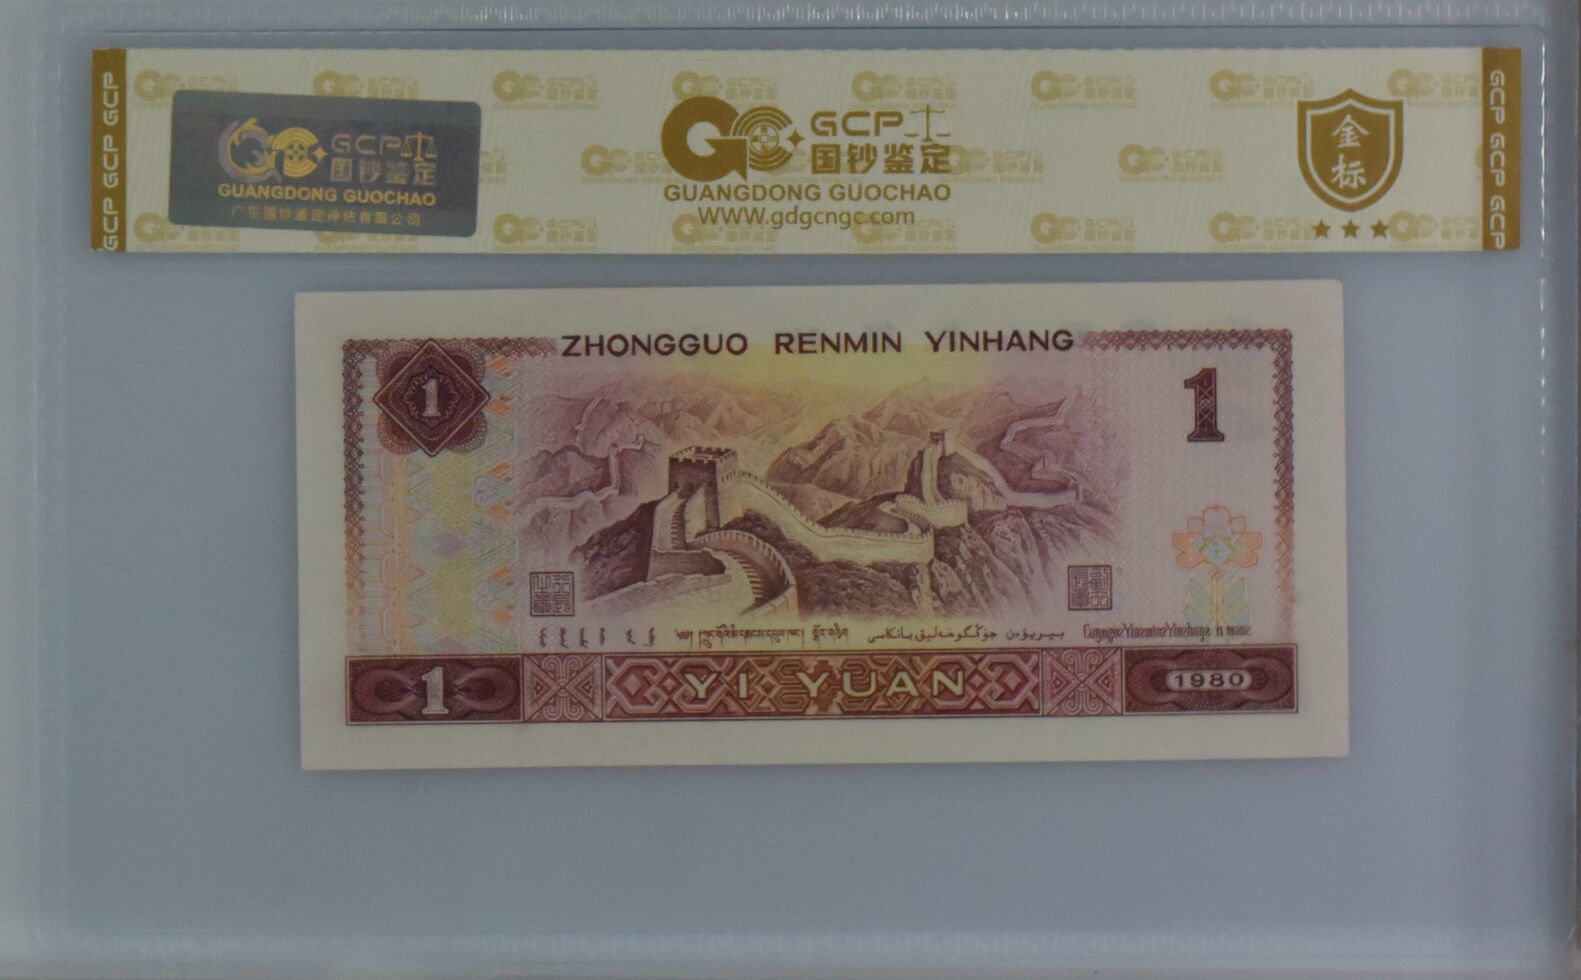 GCP GCP GCP
GCP
国钞鉴定
GUANGDONG GUOCHAO
广东国钞鉴定评估有限公司
GCP
国钞鉴定
GUANGDONG GUOCHAO
WWW.gdgcngc.com
金标
GCP GCP GCP
ZHONGGUO RENMIN YINHANG
1
1
1
YI YUAN
1980